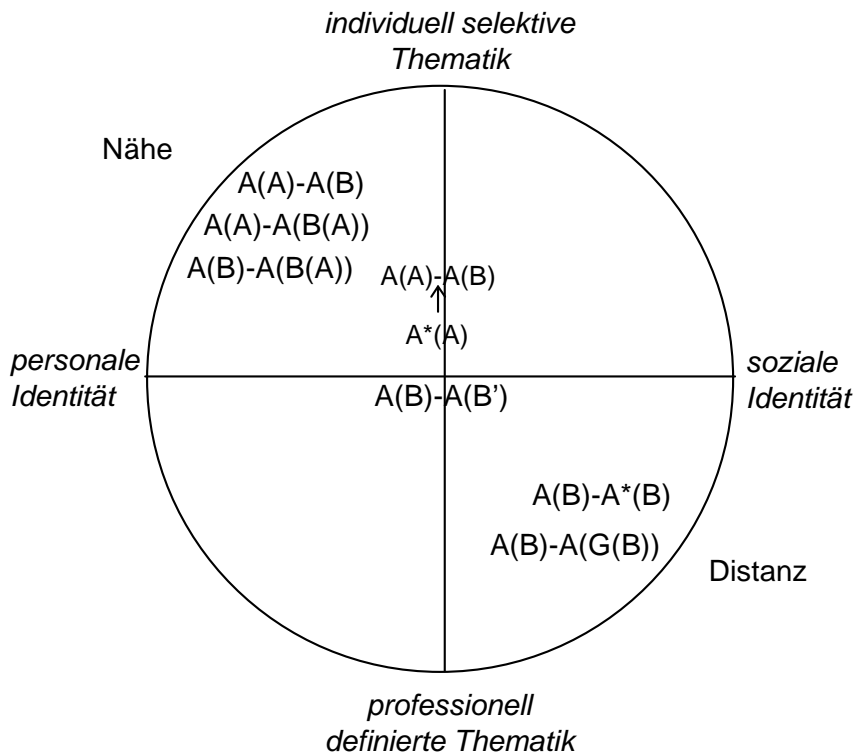 individuell selektive
Thematik
Nähe
A(A)-A(B)
A(A)-A(B(A))
A(B)-A(B(A))
A(A)-A(B)
A*(A)
personale
Identität
soziale
Identität
A(B)-A(B’)
A(B)-A*(B)
A(B)-A(G(B))
Distanz
professionell
definierte Thematik